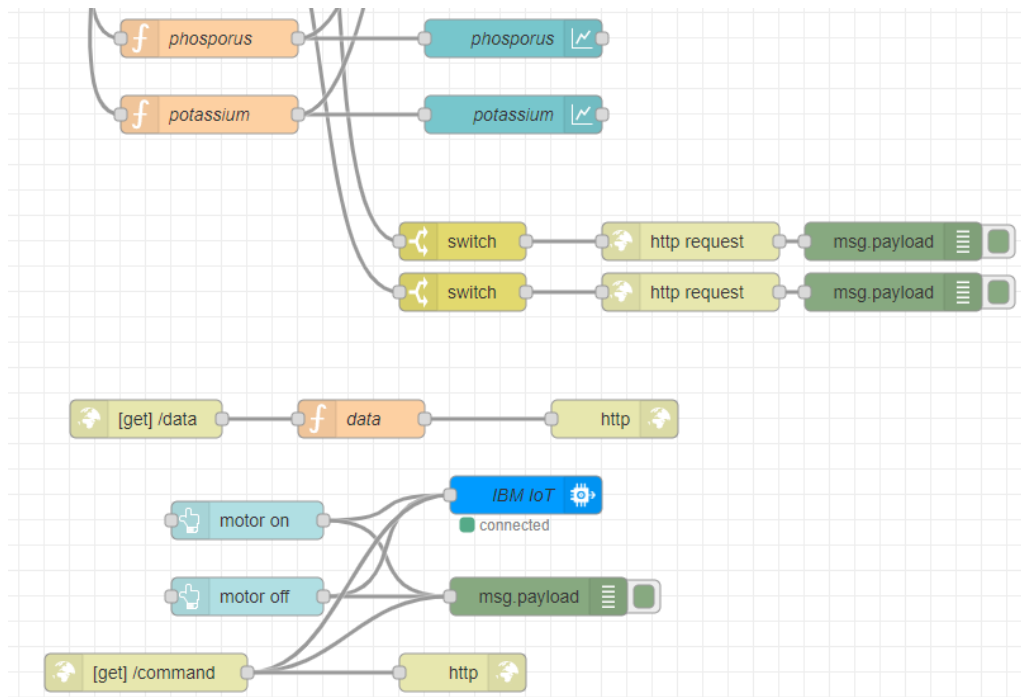 phosporus phosporus
potassium potassium
switch http request msg.payload
switch http request msg.payload
[get] /data data http
IBM IoT
connected
motor on
motor off msg.payload
[get] /command http